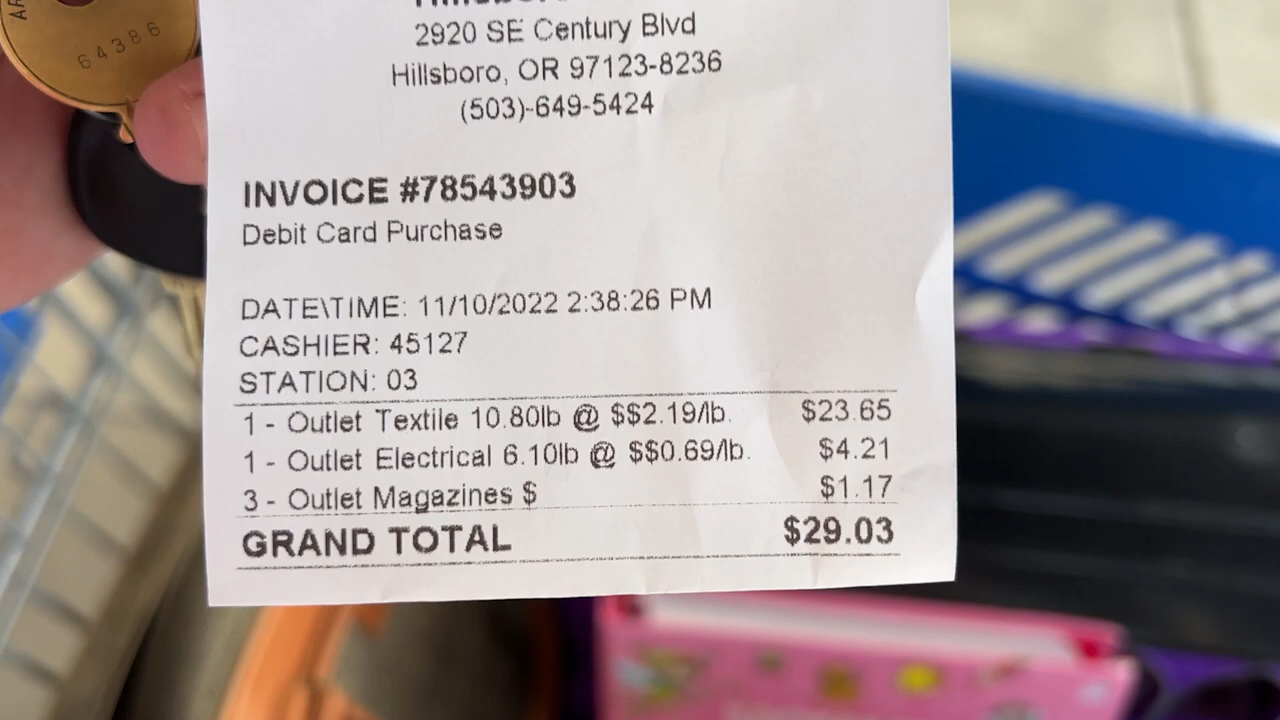 64386
2920 SE Century Blvd
Hillsboro, OR 97123-8236
(503)-649-5424
INVOICE #78543903
Debit Card Purchase
DATE\TIME: 11/10/2022 2:38:26 PM
CASHIER: 45127
STATION: 03
1 - Outlet Textile 10.80lb @ $$2.19/lb. $23.65
1 - Outlet Electrical 6.10lb @ $$0.69/lb. $4.21
3 - Outlet Magazines $ $1.17
GRAND TOTAL $29.03